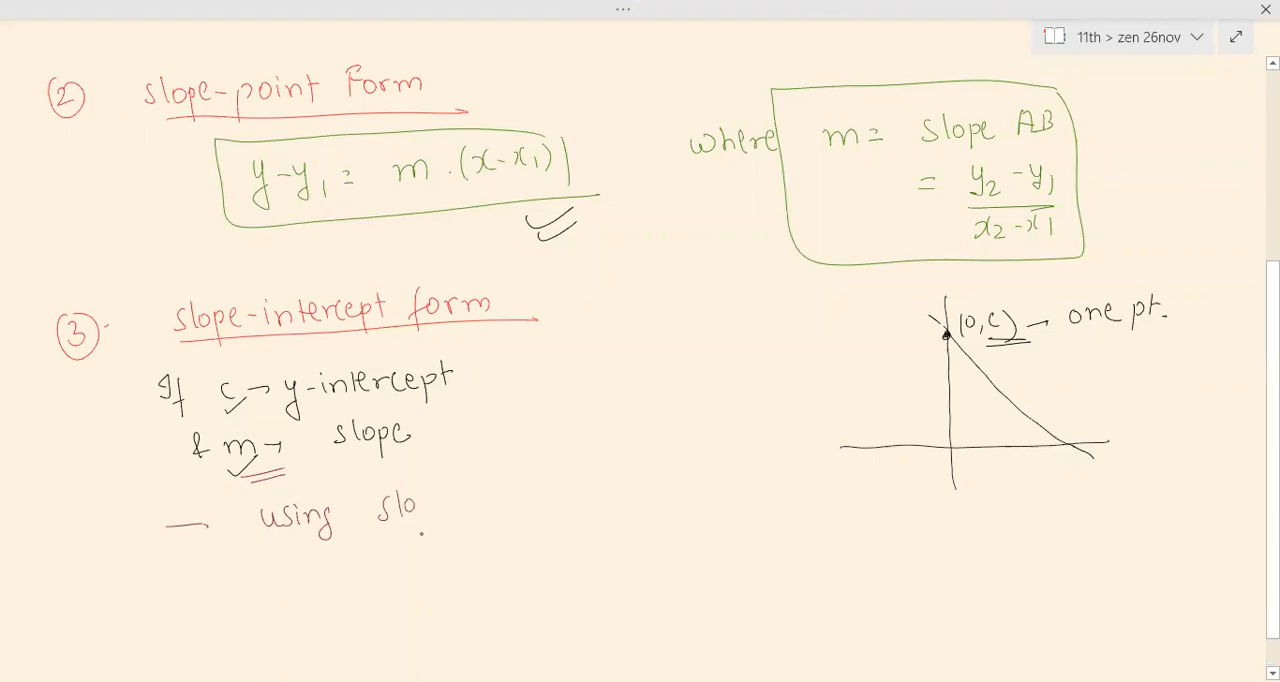 11th > zen 26nov
② slope-point Form
y-y₁ = m.(x-x₁)
where m = slope AB
= y₂-y₁
x₂-x₁
③ slope-intercept form
If c → y-intercept
& m → slope
— using slo
(0,c) → one pt.